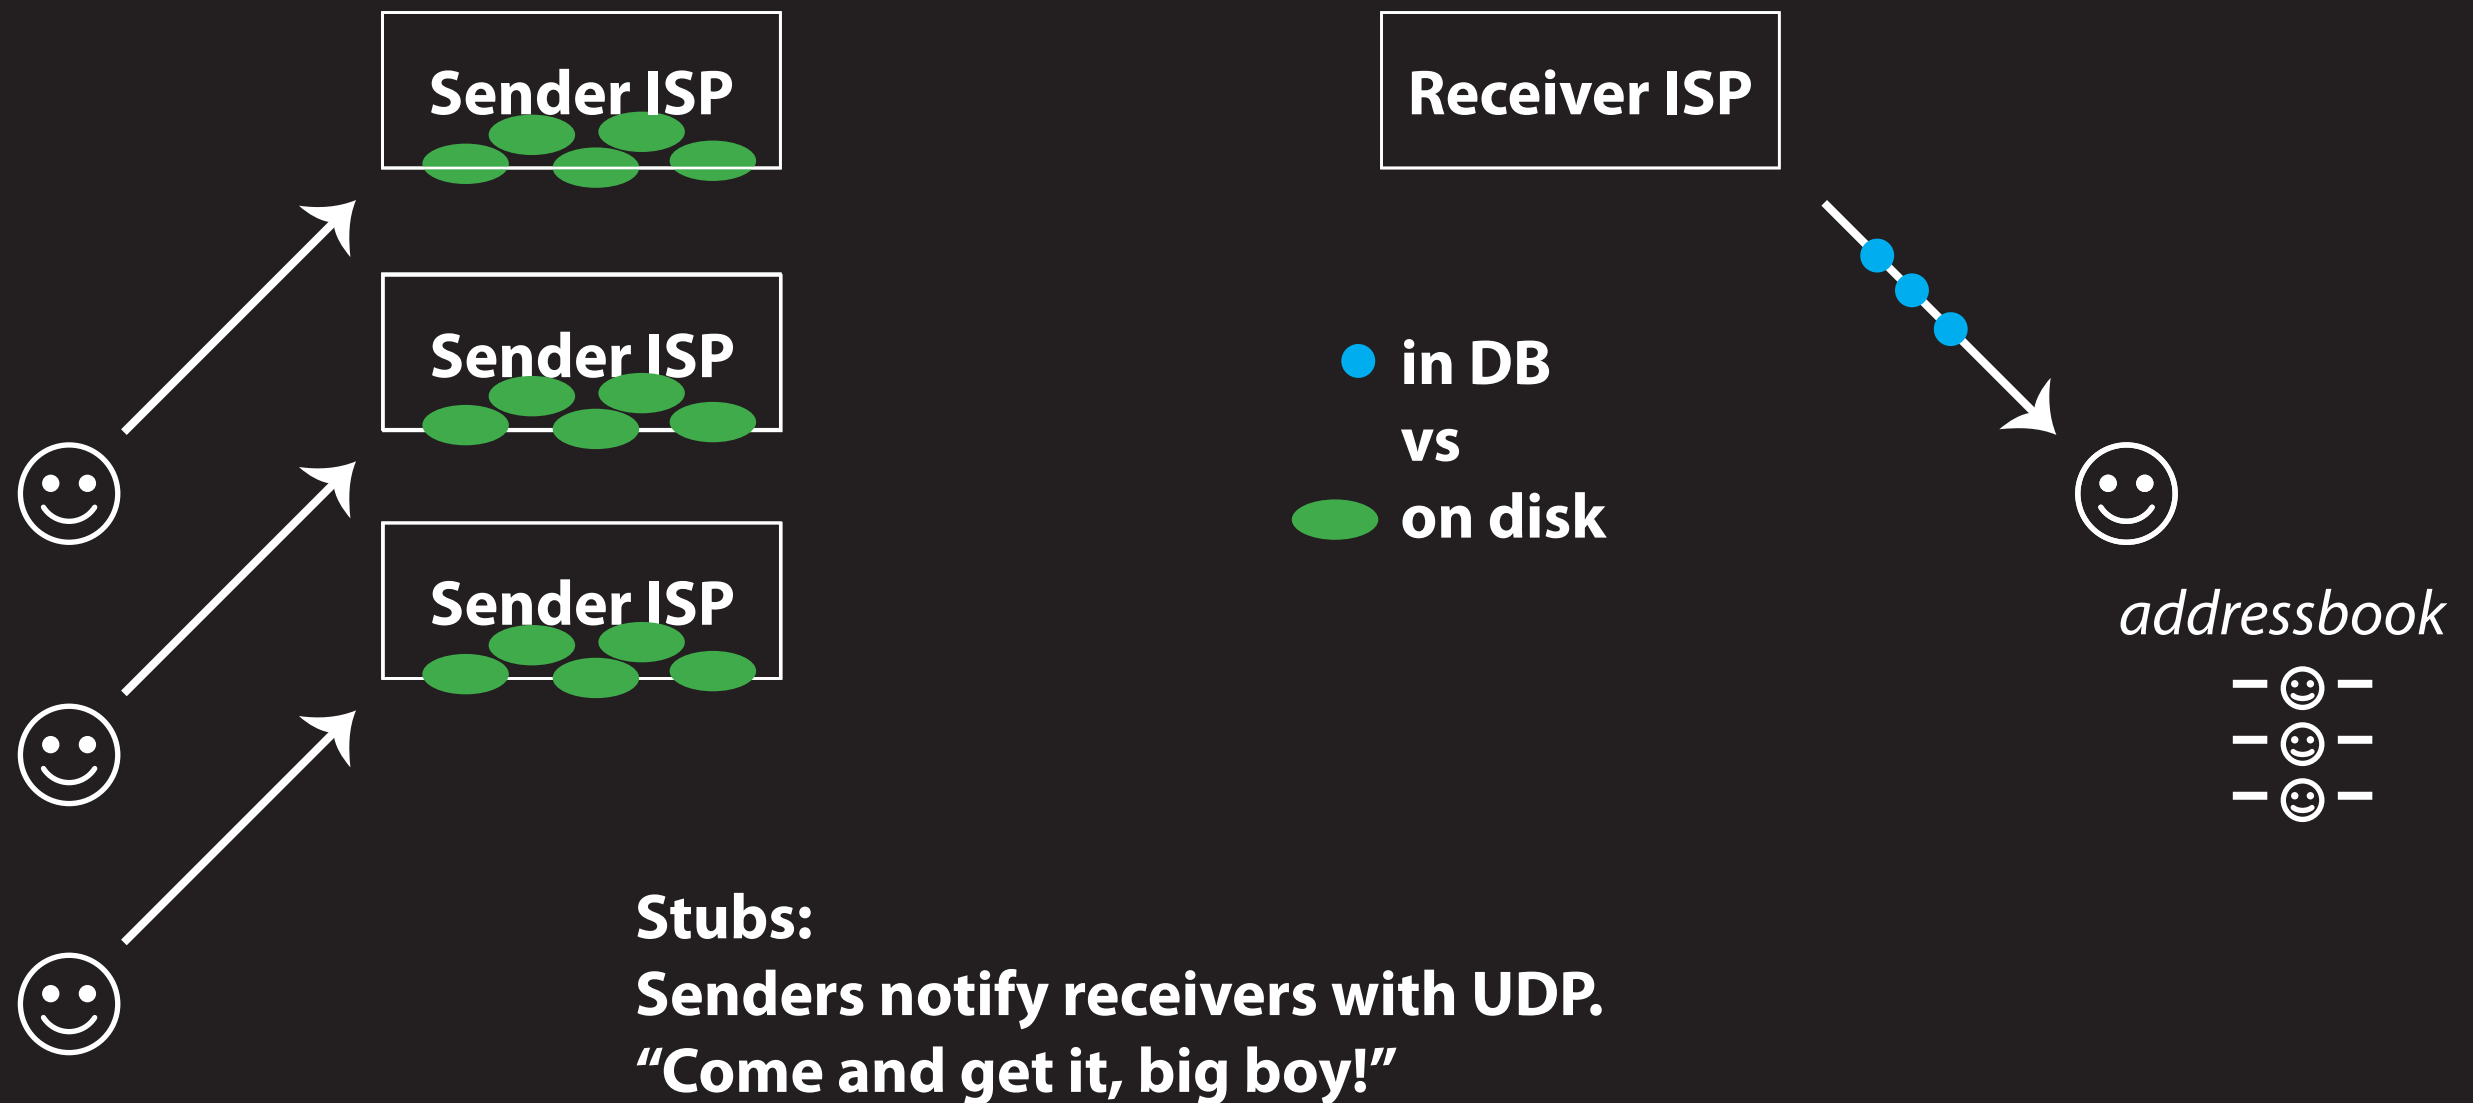 Sender ISP
Receiver ISP
Sender ISP
in DB
vs
on disk
Sender ISP
addressbook
Stubs:
Senders notify receivers with UDP.
“Come and get it, big boy!”